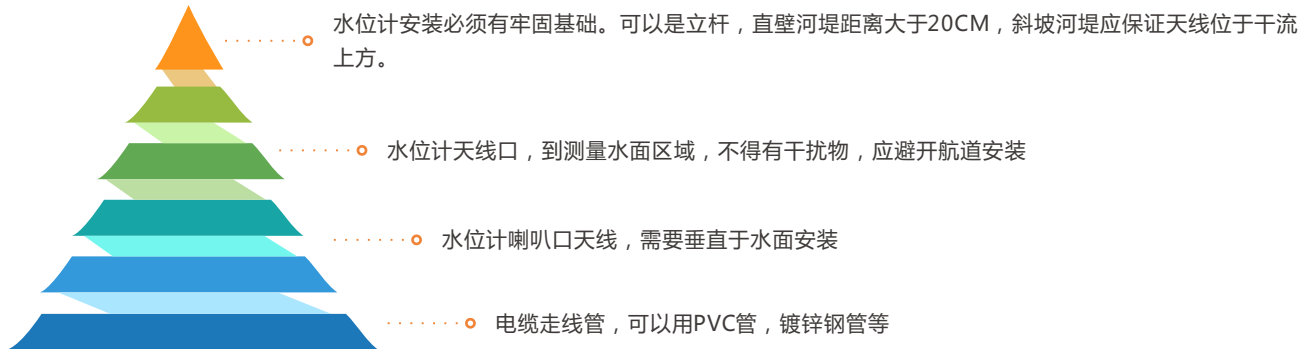 水位计安装必须有牢固基础。可以是立杆，直壁河堤距离大于20CM，斜坡河堤应保证天线位于干流
上方。
水位计天线口，到测量水面区域，不得有干扰物，应避开航道安装
水位计喇叭口天线，需要垂直于水面安装
电缆走线管，可以用PVC管，镀锌钢管等